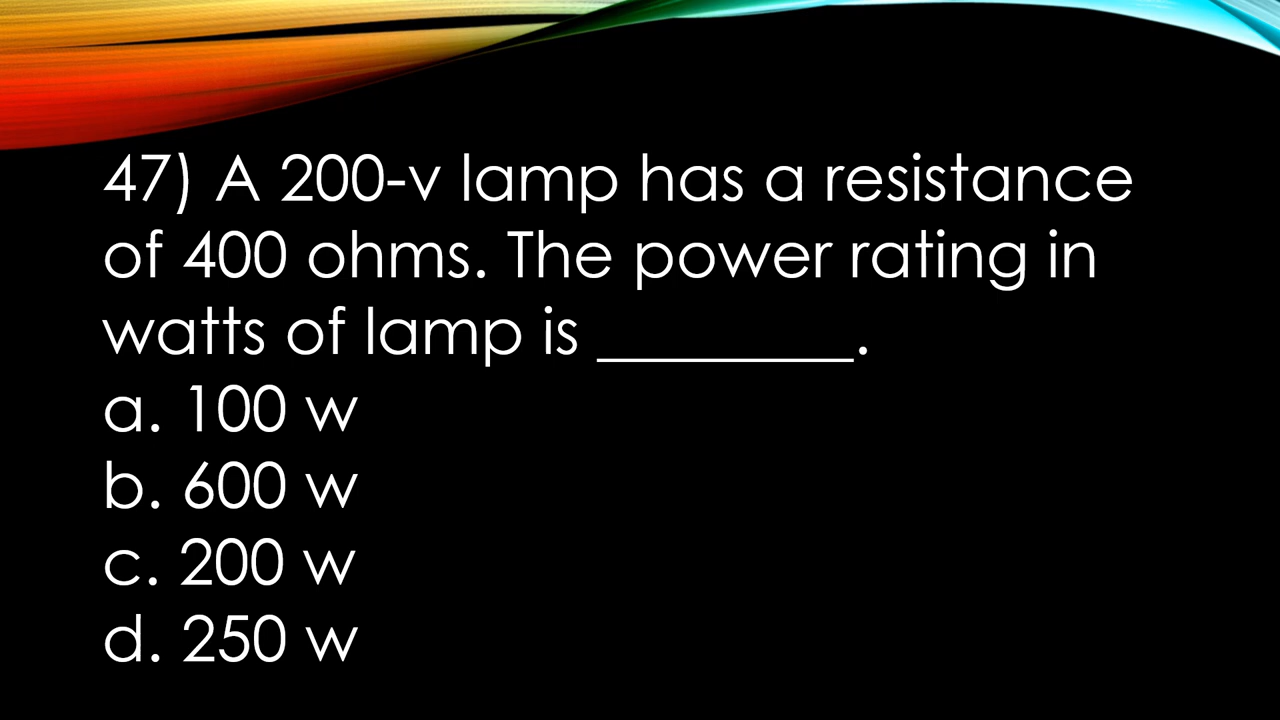 47) A 200-v lamp has a resistance
of 400 ohms. The power rating in
watts of lamp is ________.
a. 100 w
b. 600 w
c. 200 w
d. 250 w